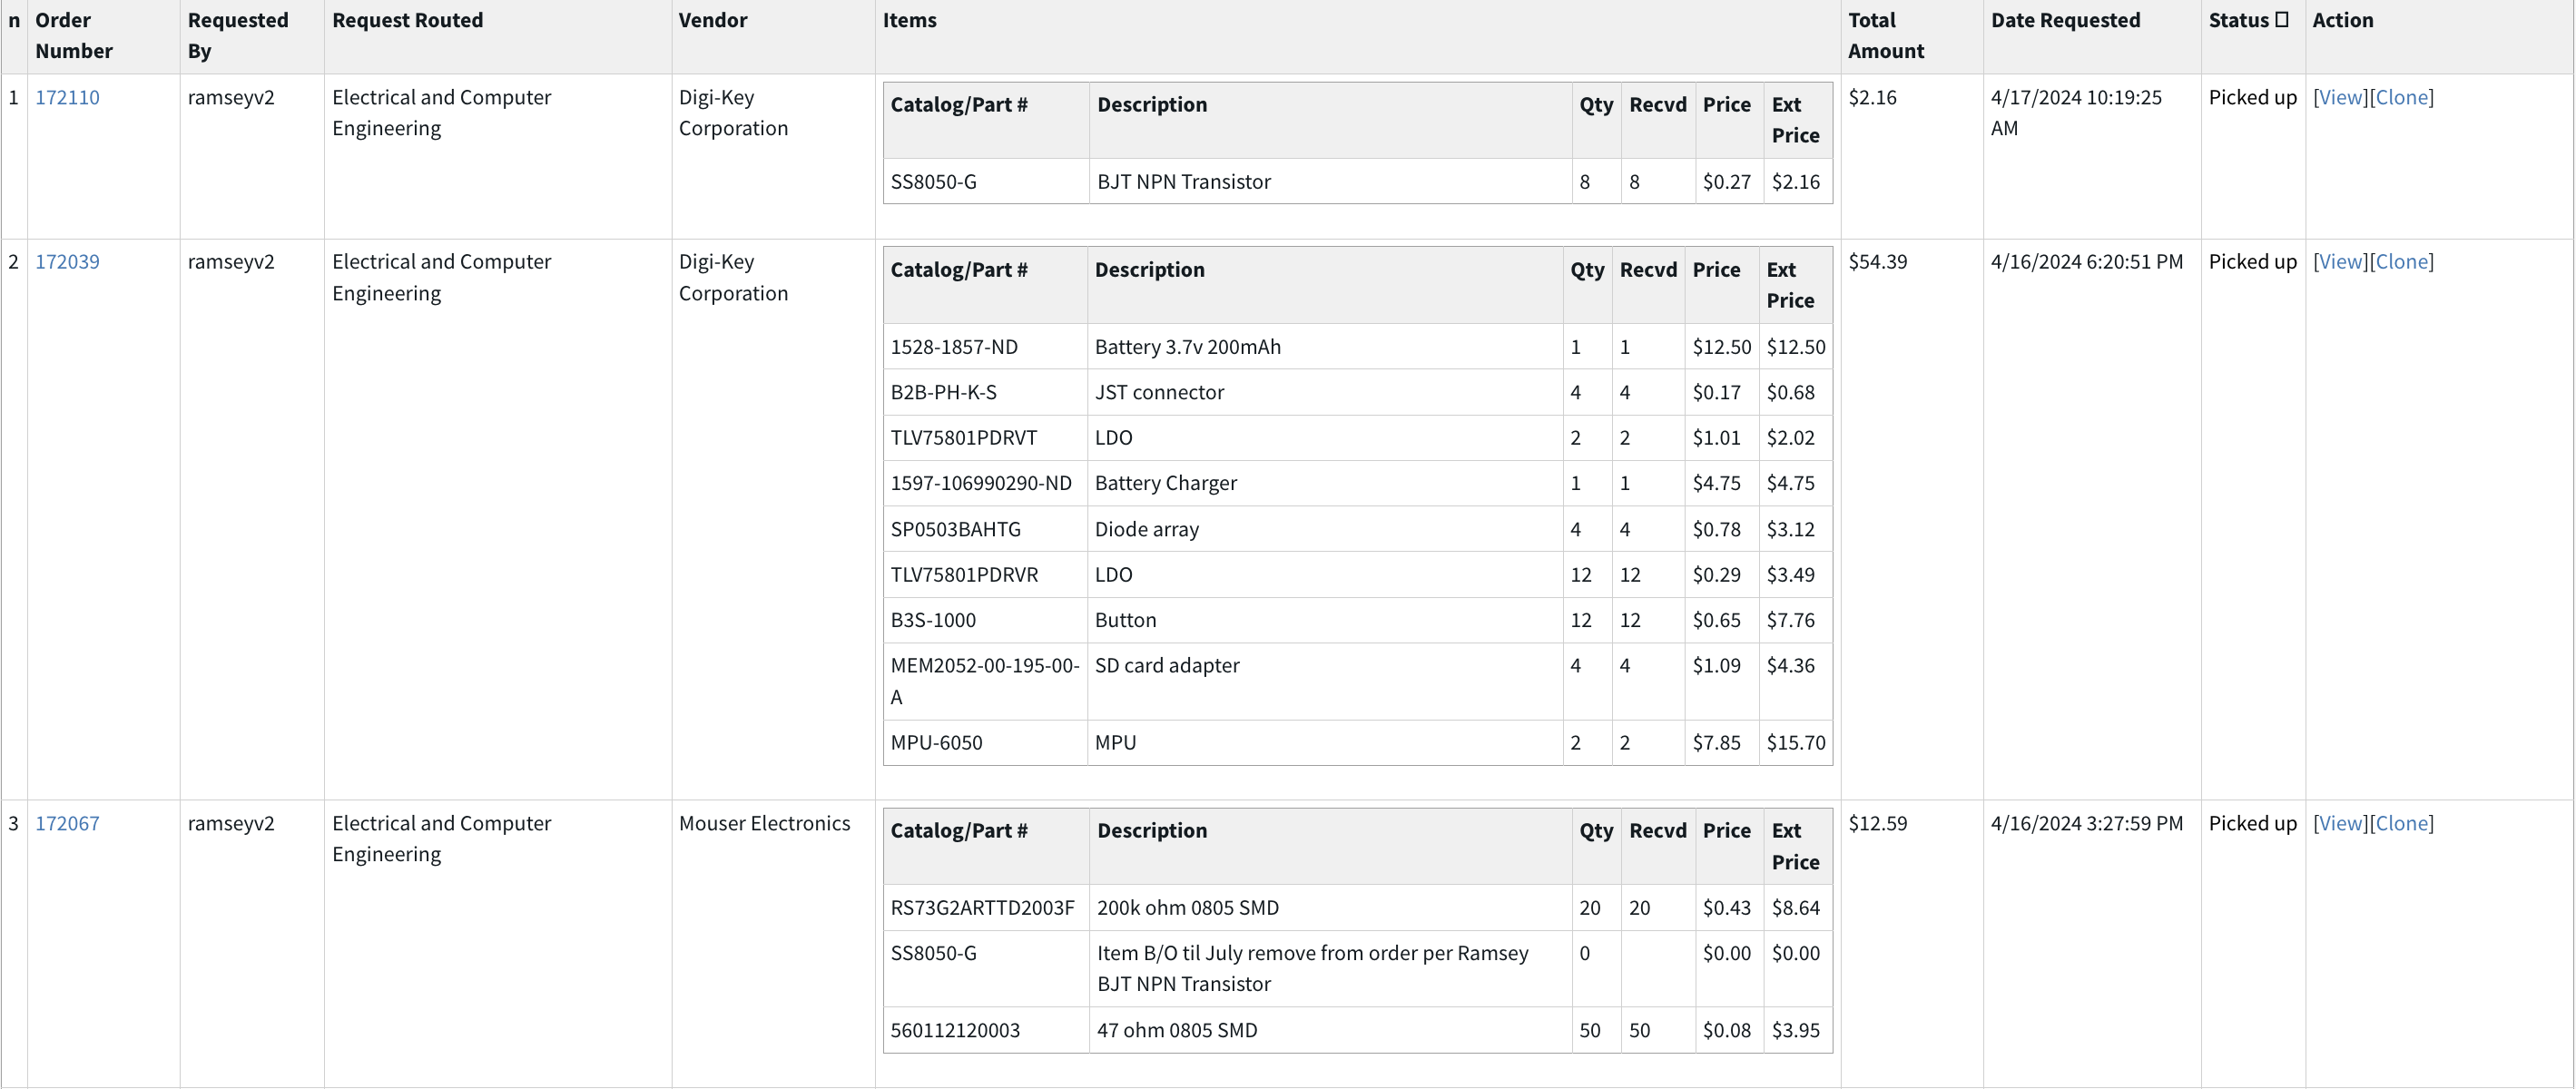 n Order Number Requested By Request Routed Vendor Items Total Amount Date Requested Status Action
1 172110 ramseyv2 Electrical and Computer Engineering Digi-Key Corporation $2.16 4/17/2024 10:19:25 AM Picked up [View][Clone]
Catalog/Part # Description Qty Recvd Price Ext Price
SS8050-G BJT NPN Transistor 8 8 $0.27 $2.16
2 172039 ramseyv2 Electrical and Computer Engineering Digi-Key Corporation $54.39 4/16/2024 6:20:51 PM Picked up [View][Clone]
Catalog/Part # Description Qty Recvd Price Ext Price
1528-1857-ND Battery 3.7v 200mAh 1 1 $12.50 $12.50
B2B-PH-K-S JST connector 4 4 $0.17 $0.68
TLV75801PDRVT LDO 2 2 $1.01 $2.02
1597-106990290-ND Battery Charger 1 1 $4.75 $4.75
SP0503BAHTG Diode array 4 4 $0.78 $3.12
TLV75801PDRVR LDO 12 12 $0.29 $3.49
B3S-1000 Button 12 12 $0.65 $7.76
MEM2052-00-195-00-A SD card adapter 4 4 $1.09 $4.36
MPU-6050 MPU 2 2 $7.85 $15.70
3 172067 ramseyv2 Electrical and Computer Engineering Mouser Electronics $12.59 4/16/2024 3:27:59 PM Picked up [View][Clone]
Catalog/Part # Description Qty Recvd Price Ext Price
RS73G2ARTTD2003F 200k ohm 0805 SMD 20 20 $0.43 $8.64
SS8050-G Item B/O til July remove from order per Ramsey BJT NPN Transistor 0 $0.00 $0.00
560112120003 47 ohm 0805 SMD 50 50 $0.08 $3.95